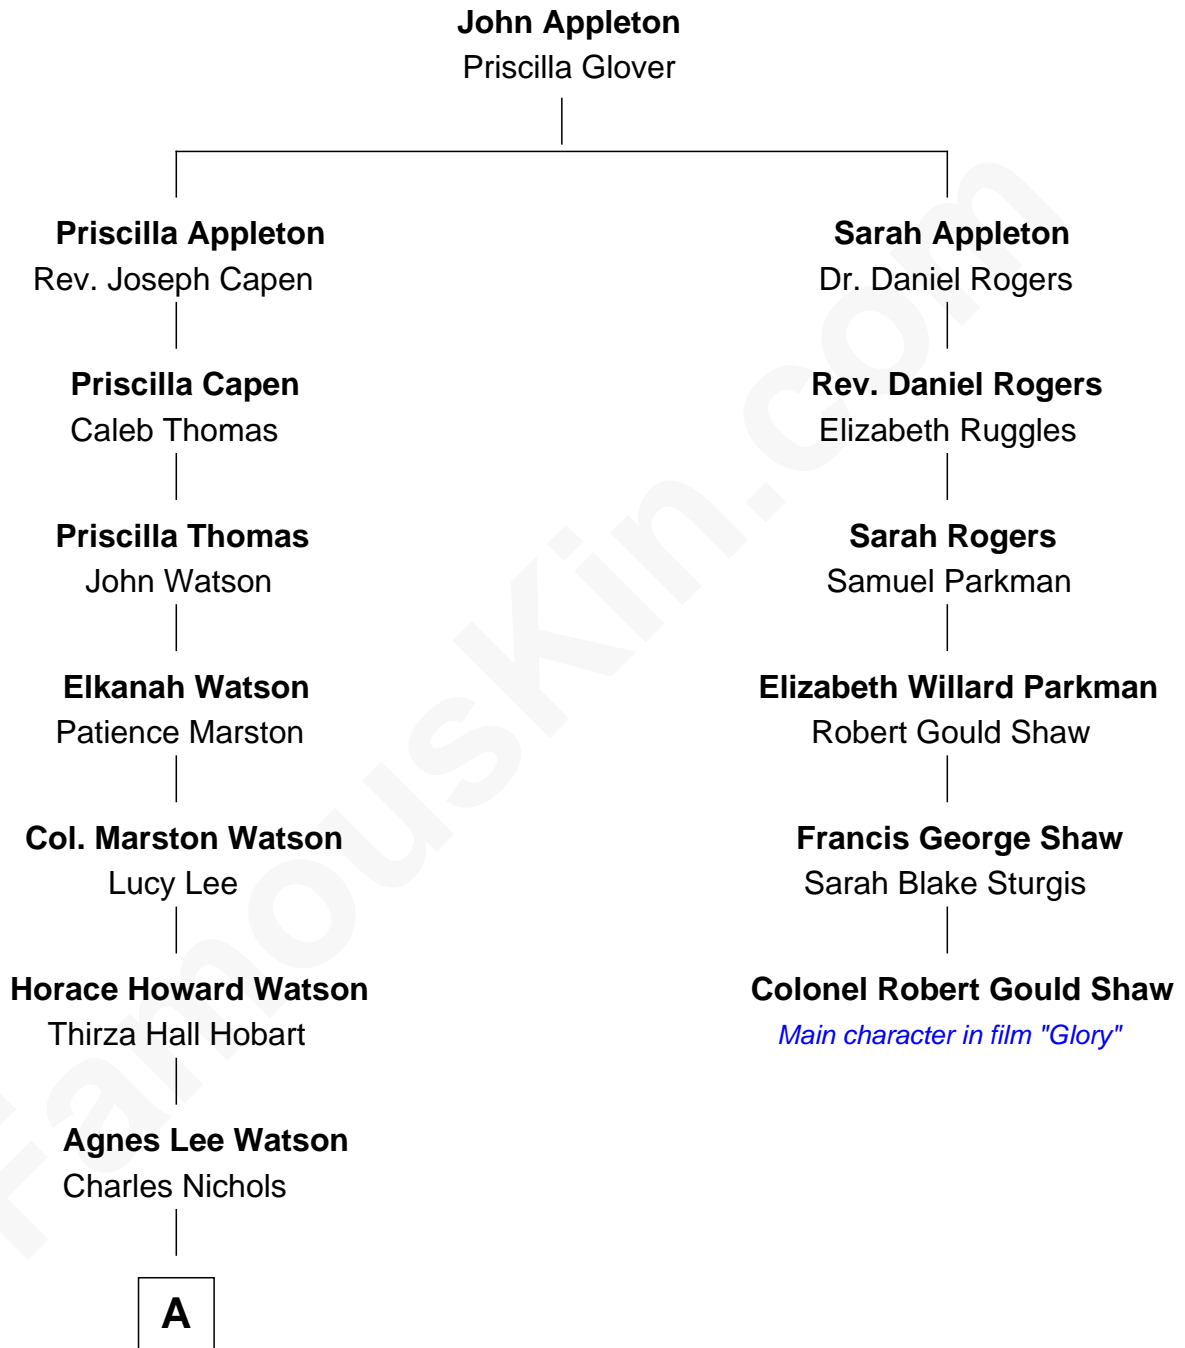 John Appleton
Priscilla Glover
Priscilla Appleton
Rev. Joseph Capen
Sarah Appleton
Dr. Daniel Rogers
Priscilla Capen
Caleb Thomas
Rev. Daniel Rogers
Elizabeth Ruggles
Priscilla Thomas
John Watson
Sarah Rogers
Samuel Parkman
Elkanah Watson
Patience Marston
Elizabeth Willard Parkman
Robert Gould Shaw
Col. Marston Watson
Lucy Lee
Francis George Shaw
Sarah Blake Sturgis
Horace Howard Watson
Thirza Hall Hobart
Colonel Robert Gould Shaw
Main character in film "Glory"
Agnes Lee Watson
Charles Nichols
A
FamousKin.com